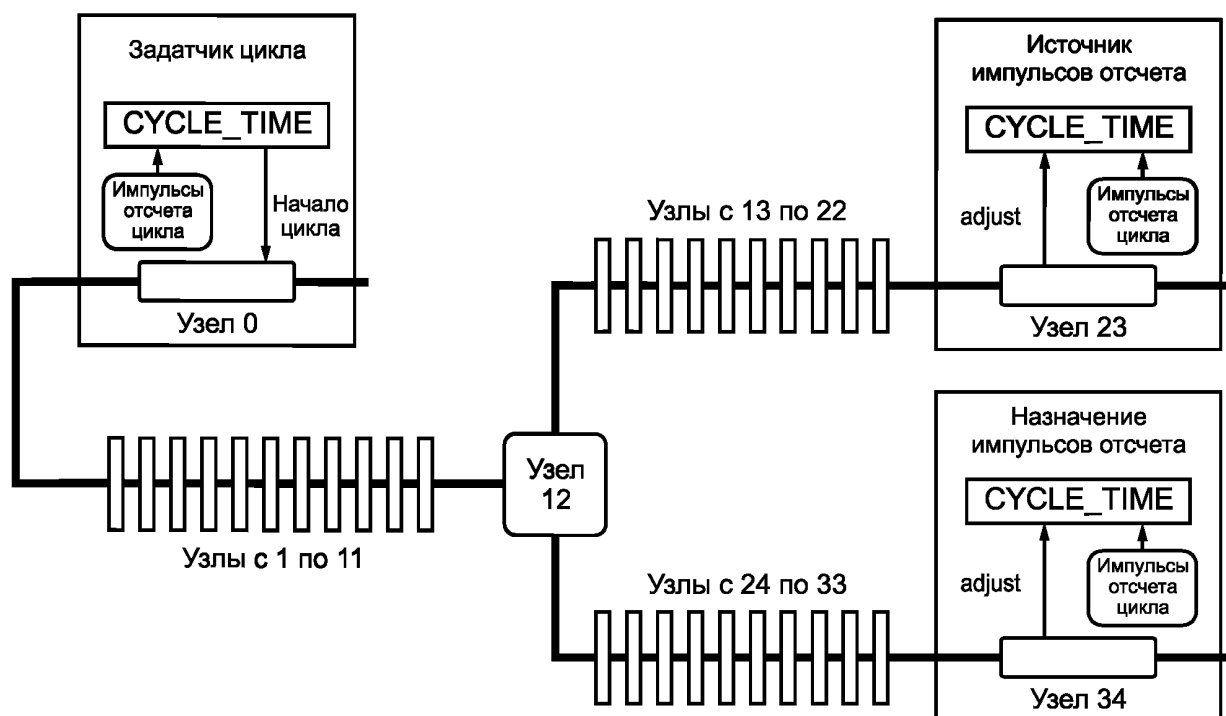 Задатчик цикла
CYCLE_TIME
Импульсы
отсчета
цикла
Начало
цикла
Узел 0
Узлы с 1 по 11
Узел
12
Узлы с 13 по 22
Источник
импульсов отсчета
CYCLE_TIME
adjust
Импульсы
отсчета
цикла
Узел 23
Узлы с 24 по 33
Назначение
импульсов отсчета
CYCLE_TIME
adjust
Импульсы
отсчета
цикла
Узел 34